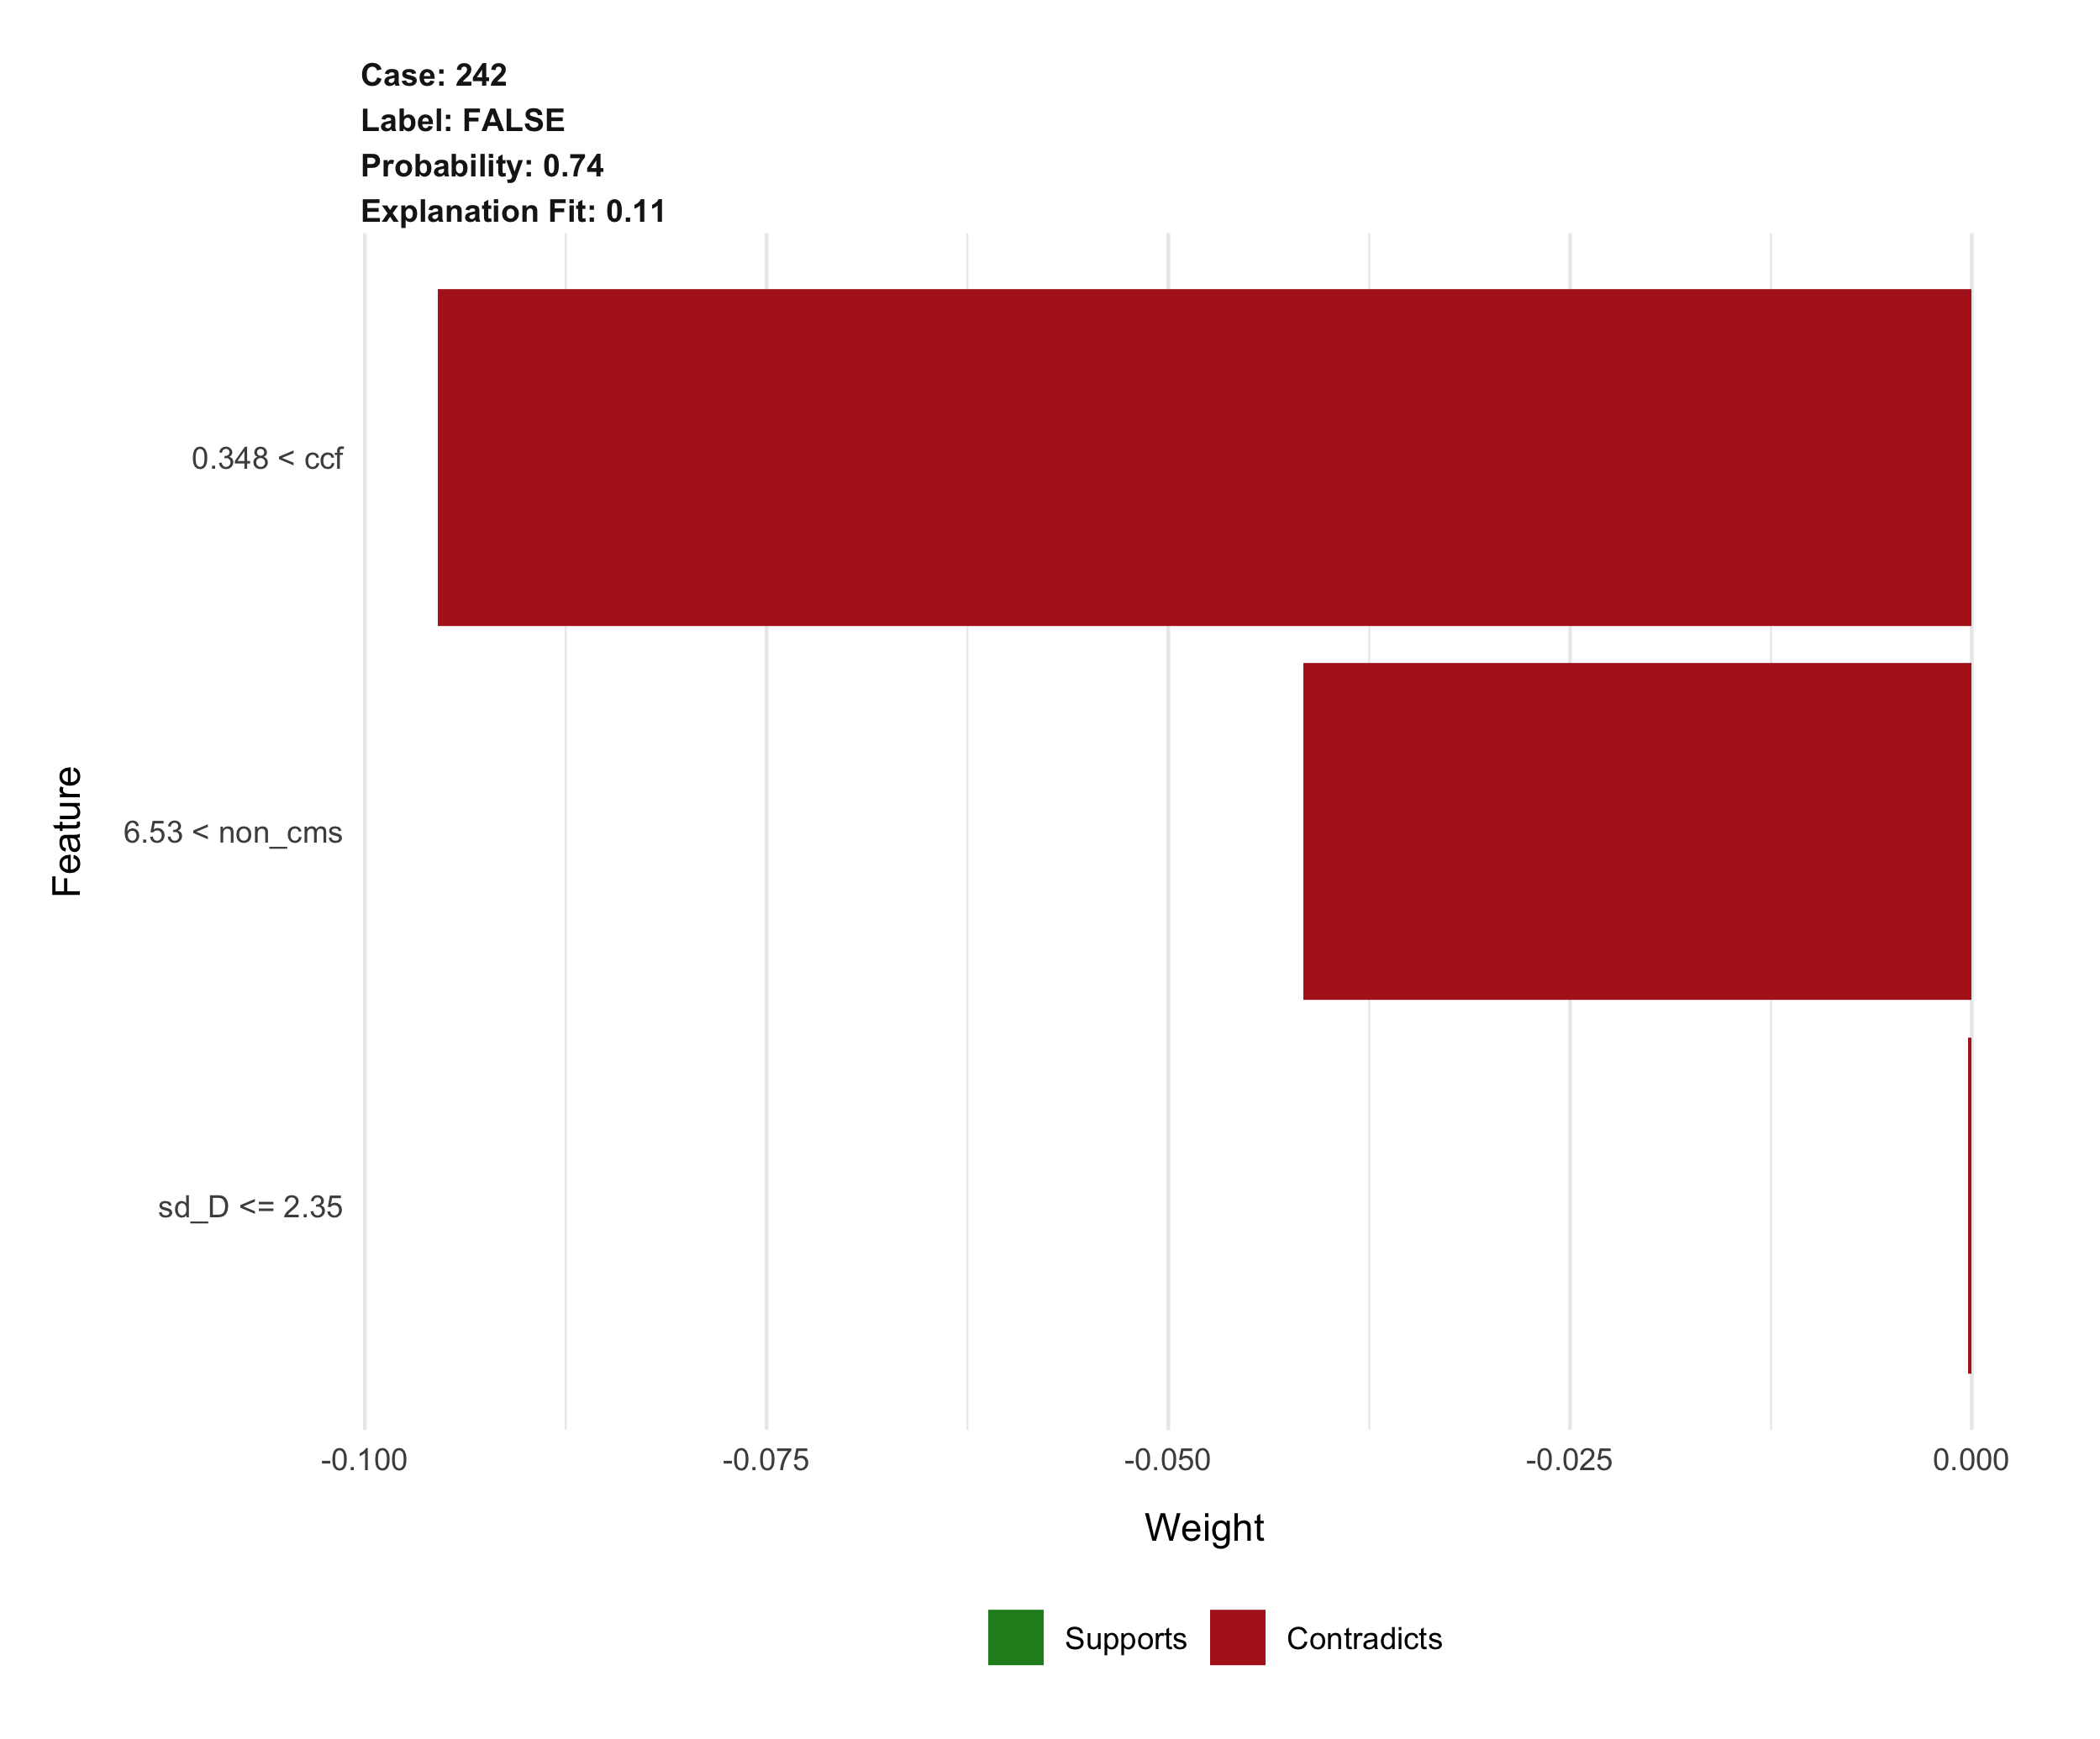 Case: 242
Label: FALSE
Probability: 0.74
Explanation Fit: 0.11
0.348 < ccf
6.53 < non_cms
sd_D <= 2.35
Feature
-0.100 -0.075 -0.050 -0.025 0.000
Weight
Supports Contradicts